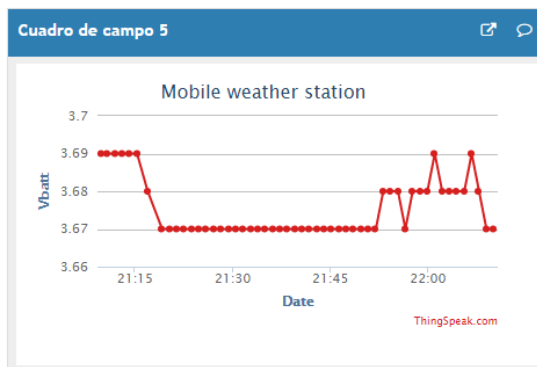 Cuadro de campo 5
Mobile weather station
3.7
3.69
3.68
3.67
3.66
Vbatt
21:15 21:30 21:45 22:00
Date
ThingSpeak.com